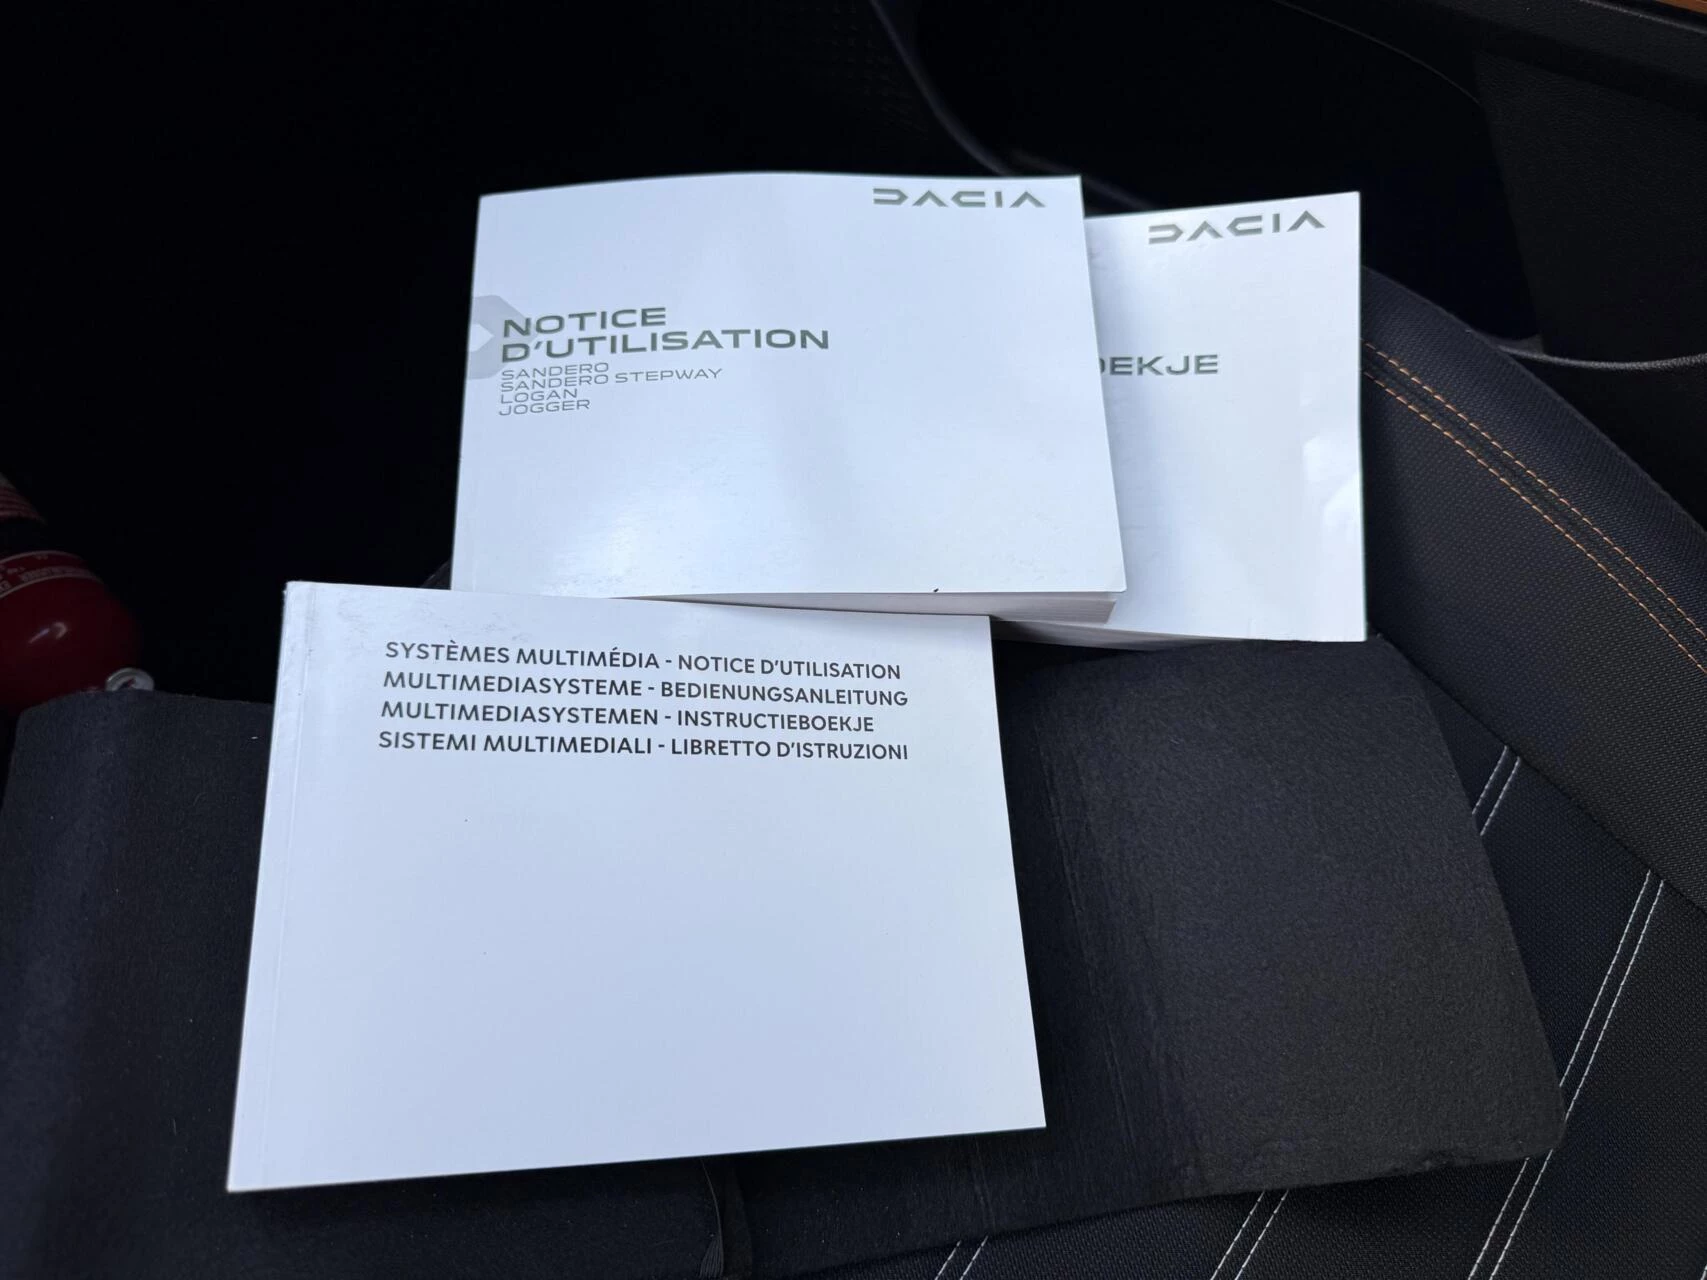 DACIA
NOTICE
D'UTILISATION
SANDERO
SANDERO STEPWAY
LOGAN
JOGGER
DACIA
SYSTÈMES MULTIMÉDIA - NOTICE D'UTILISATION
MULTIMEDIASYSTEME - BEDIENUNGSANLEITUNG
MULTIMEDIASYSTEMEN - INSTRUCTIEBOEKJE
SISTEMI MULTIMEDIALI - LIBRETTO D'ISTRUZIONI